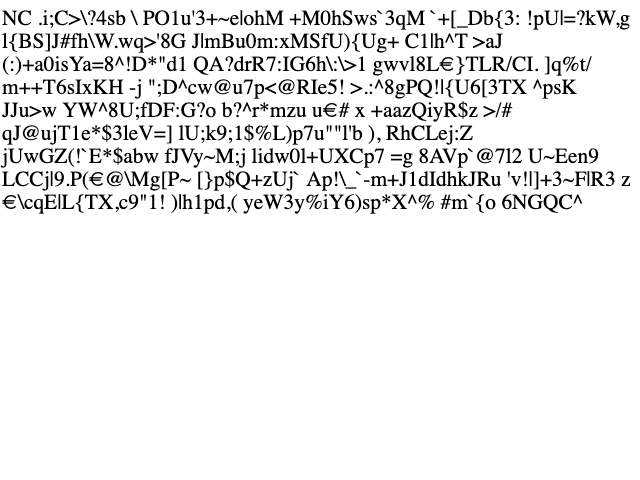 NC .i;C>\?4sb \ PO1u'3+~e|ohM +M0hSws`3qM `+[_Db{3: !pU|=?kW,g
l{BS]J#fh\W.wq>'8G J|mBu0m:xMSfU){Ug+ C1lh^T >aJ
(:)+a0isYa=8^!D*"d1 QA?drR7:IG6h\:\>1 gwvl8L€}TLR/CI. ]q%t/
m++T6sIxKH -j ";D^cw@u7p<@RIe5! >.:^8gPQ!|{U6[3TX ^psK
JJu>w YW^8U;fDF:G?o b?^r*mzu u€# x +aazQiyR$z >/#
qJ@ujT1e*$3leV=] lU;k9;1$%L)p7u""l'b ), RhCLej:Z
jUwGZ(!`E*$abw fJVy~M;j lidw0l+UXCp7 =g 8AVp`@7l2 U~Een9
LCCj|9.P(€@\Mg[P~ [}p$Q+zUj` Ap!\_`-m+J1dIdhkJRu 'v!|]+3~F|R3 z
€\cqE|L{TX,c9"1! )|h1pd,( yeW3y%iY6)sp*X^% #m`{o 6NGQC^